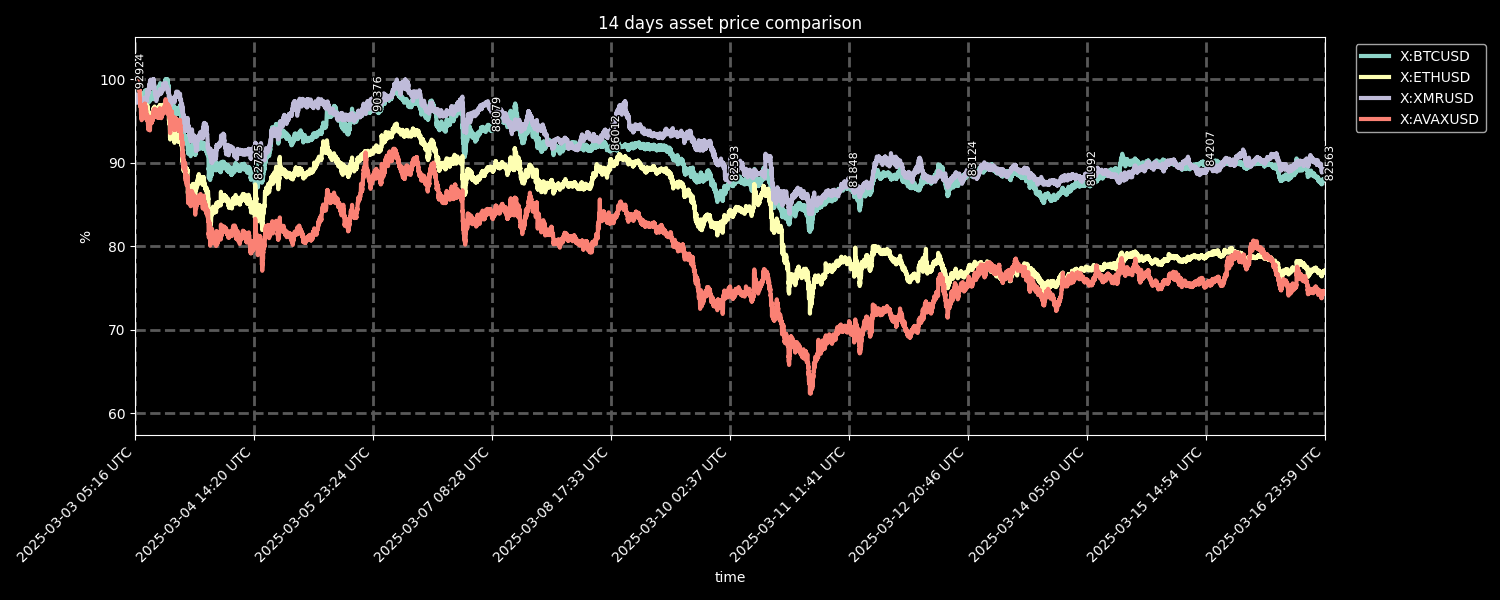 14 days asset price comparison
X:BTCUSD
X:ETHUSD
X:XMRUSD
X:AVAXUSD
%
100
90
80
70
60
92924
82725
90376
88079
86012
82593
81848
83124
81992
84207
82563
2025-03-03 05:16 UTC
2025-03-04 14:20 UTC
2025-03-05 23:24 UTC
2025-03-07 08:28 UTC
2025-03-08 17:33 UTC
2025-03-10 02:37 UTC
2025-03-11 11:41 UTC
2025-03-12 20:46 UTC
2025-03-14 05:50 UTC
2025-03-15 14:54 UTC
2025-03-16 23:59 UTC
time